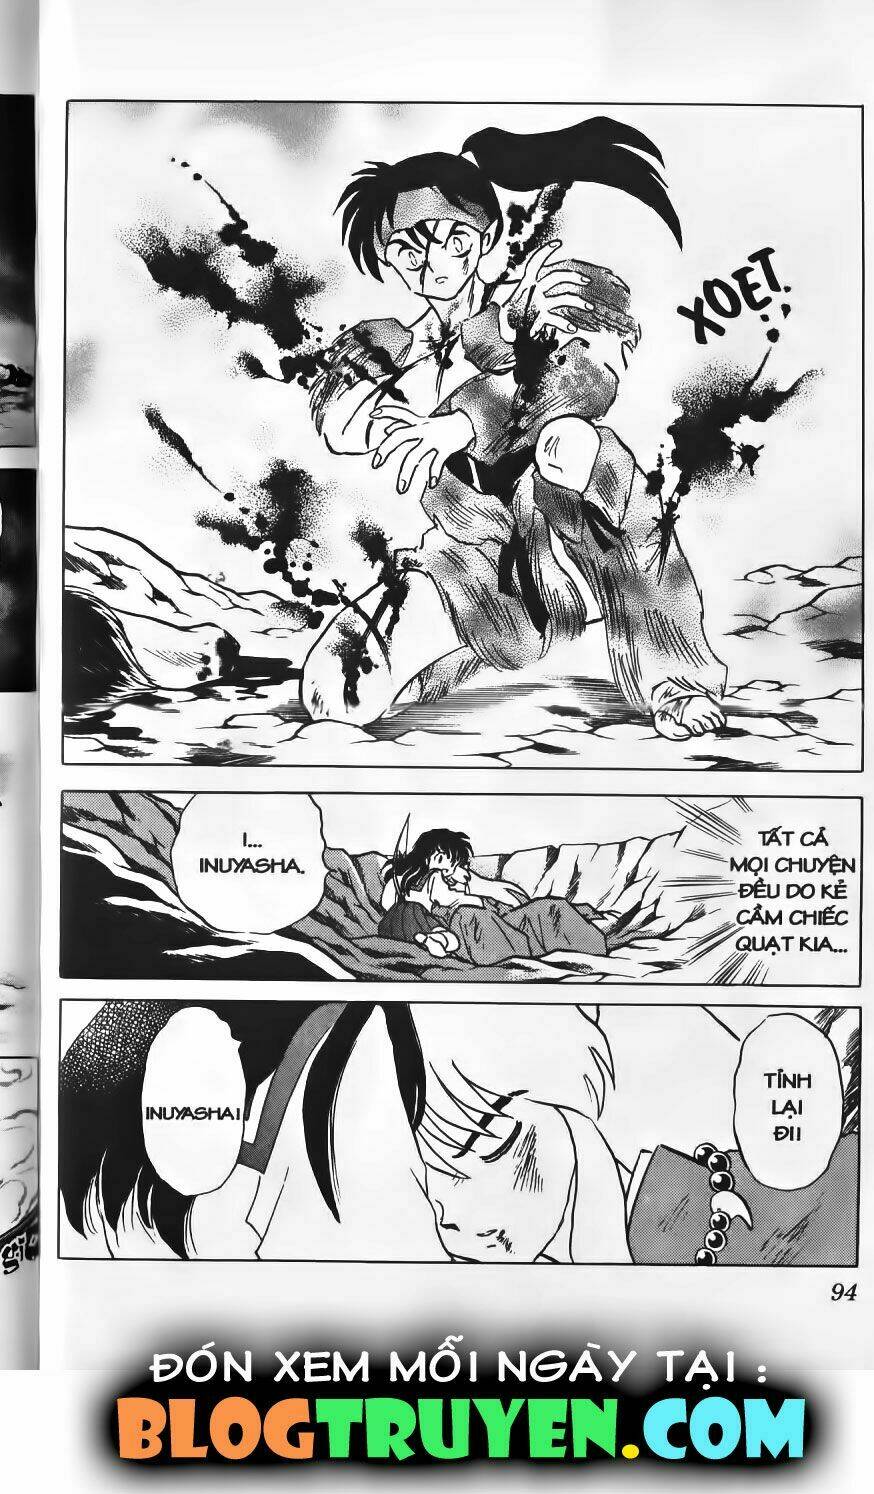 XOẸT.
TẤT CẢ
MỌI CHUYỆN
ĐỀU DO KẺ
CẦM CHIẾC
QUẠT KIA...
I...
INUYASHA.
TỈNH
LẠI
ĐI!
INUYASHA!
94
ĐÓN XEM MỖI NGÀY TẠI :
BLOGTRUYEN.COM